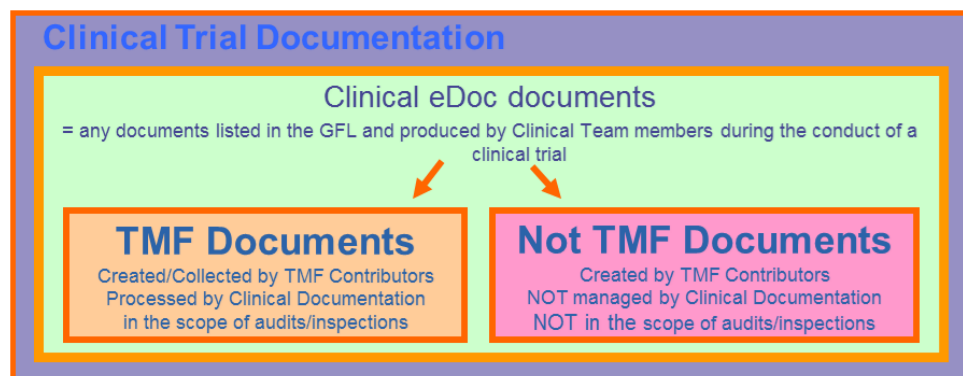 Clinical Trial Documentation
Clinical eDoc documents
= any documents listed in the GFL and produced by Clinical Team members during the conduct of a
clinical trial
TMF Documents
Created/Collected by TMF Contributors
Processed by Clinical Documentation
in the scope of audits/inspections
Not TMF Documents
Created by TMF Contributors
NOT managed by Clinical Documentation
NOT in the scope of audits/inspections